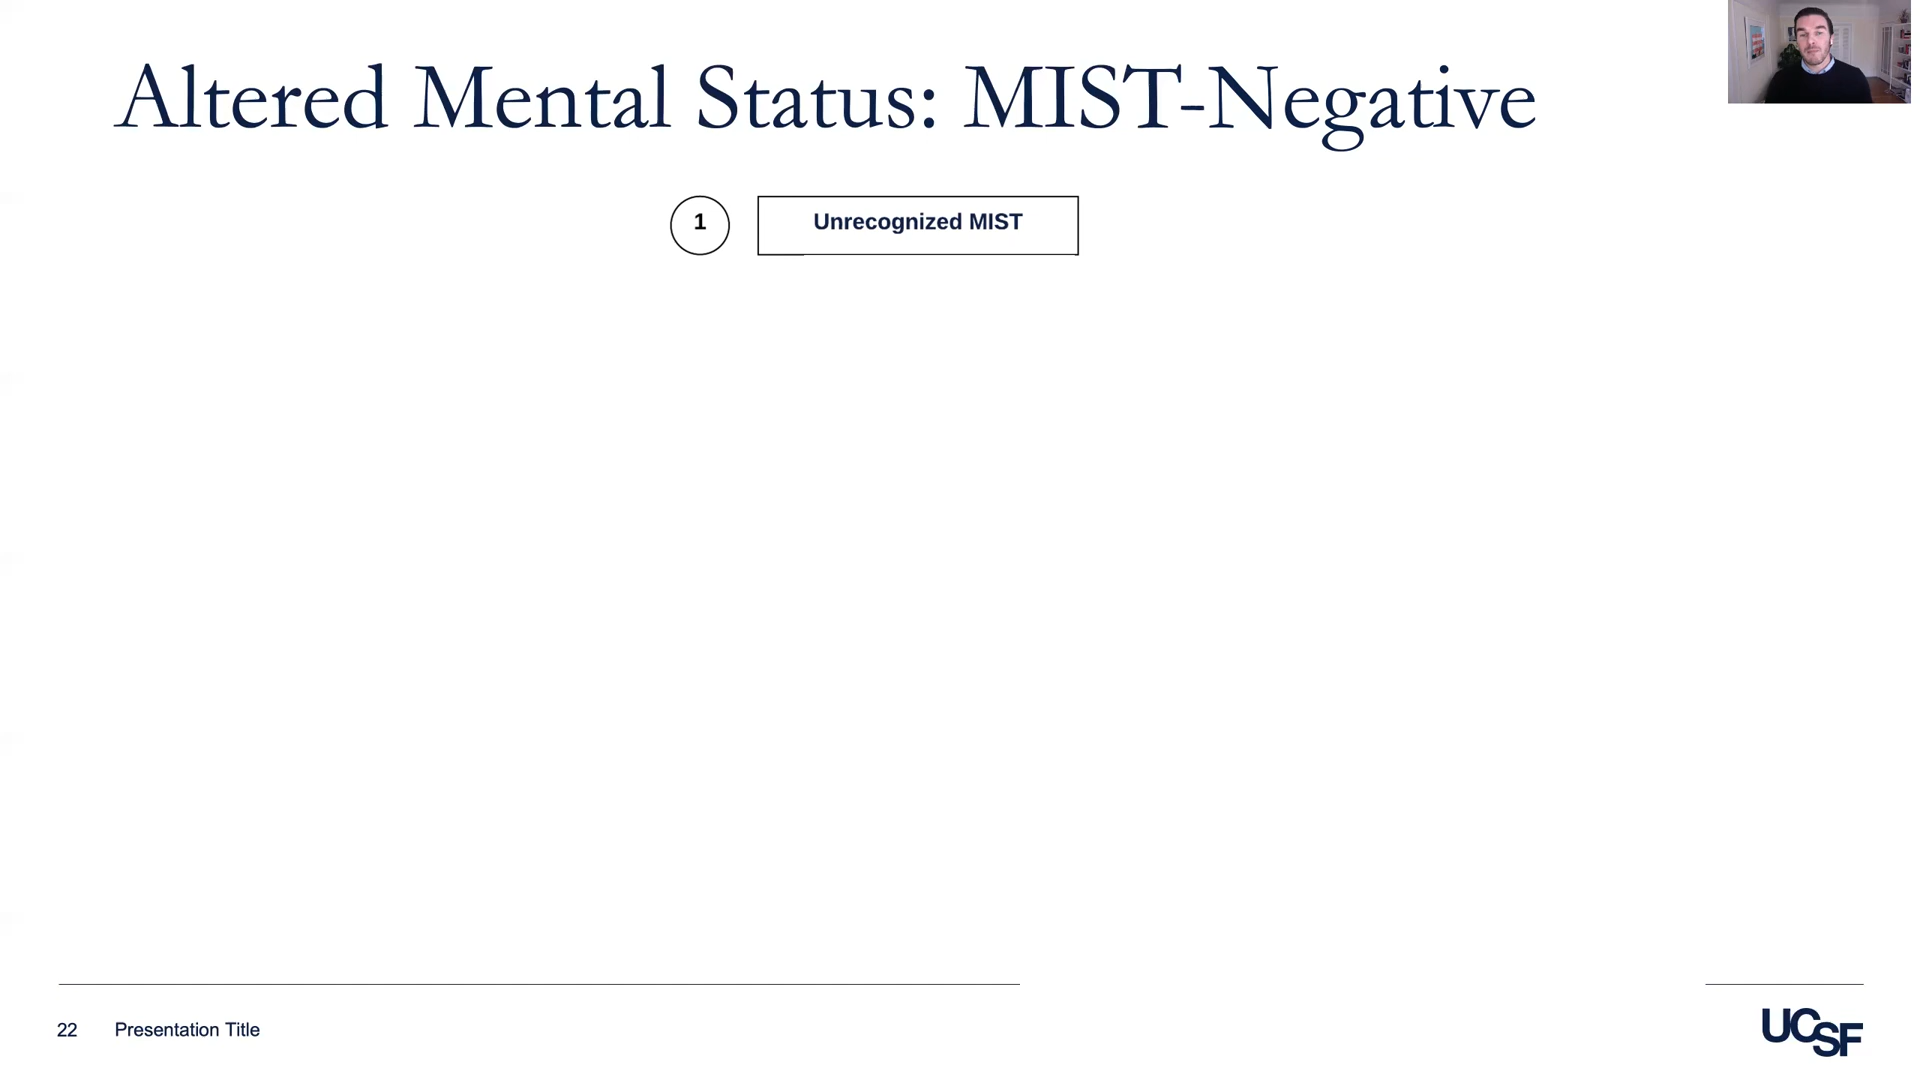 Altered Mental Status: MIST-Negative
1
Unrecognized MIST
22
Presentation Title
UCSF